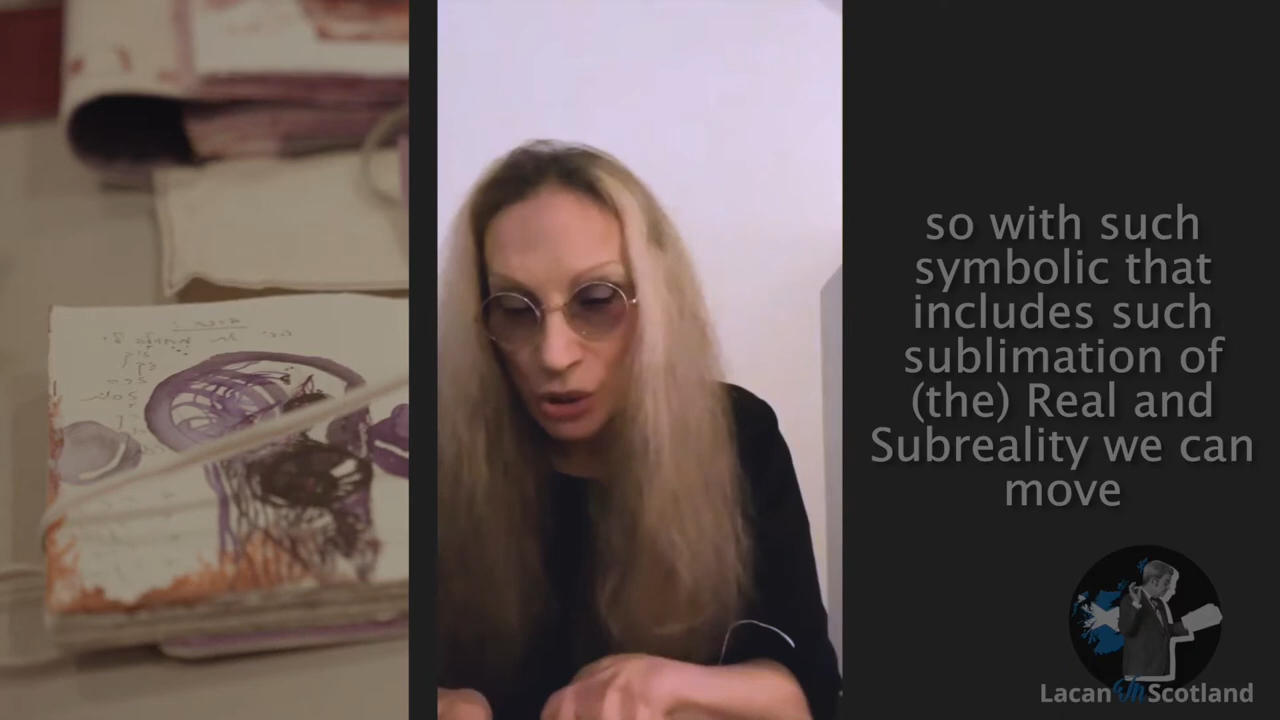 so with such
symbolic that
includes such
sublimation of
(the) Real and
Subreality we can
move
Lacan In Scotland